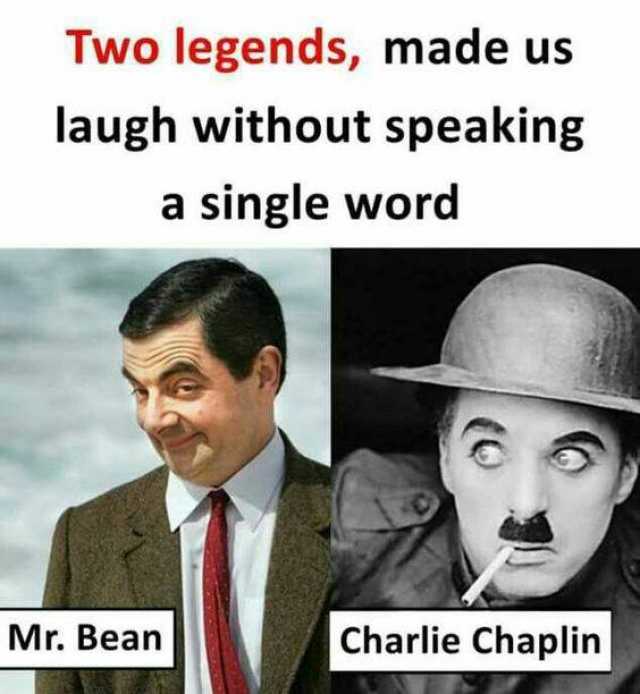 Two legends, made us
laugh without speaking
a single word
Mr. Bean
Charlie Chaplin